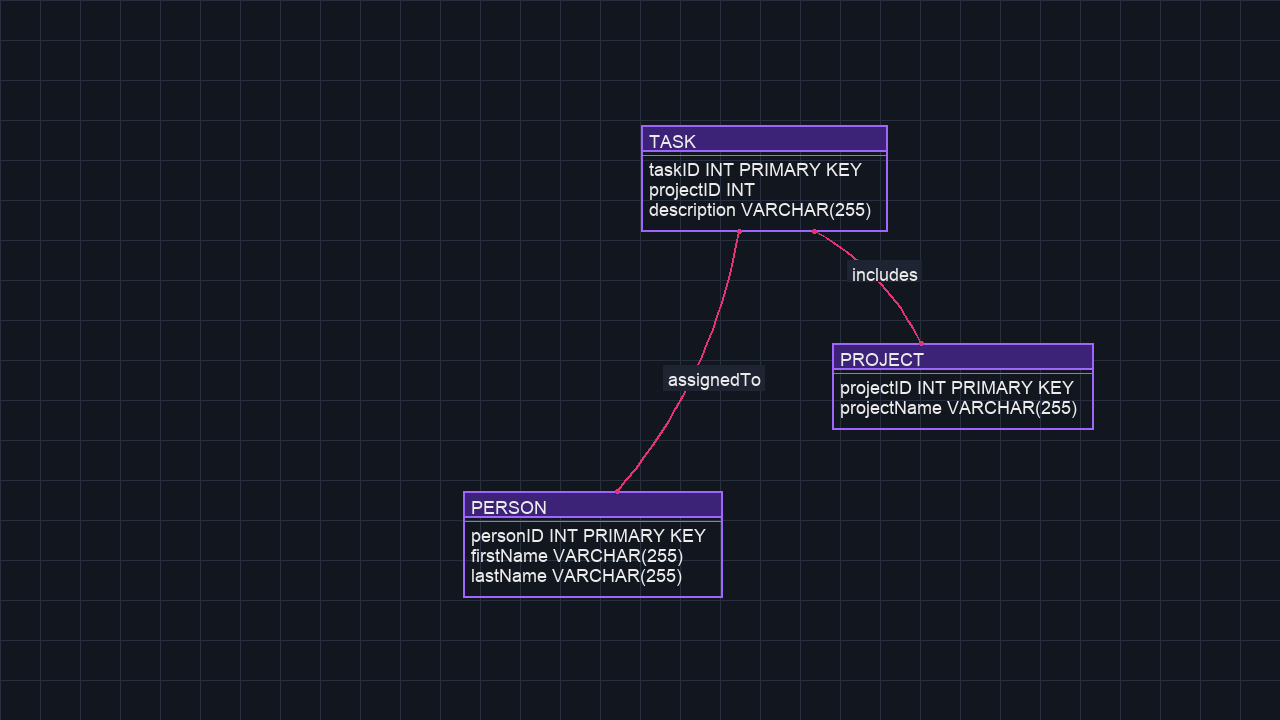 TASK
taskID INT PRIMARY KEY
projectID INT
description VARCHAR(255)
includes
PROJECT
projectID INT PRIMARY KEY
projectName VARCHAR(255)
assignedTo
PERSON
personID INT PRIMARY KEY
firstName VARCHAR(255)
lastName VARCHAR(255)